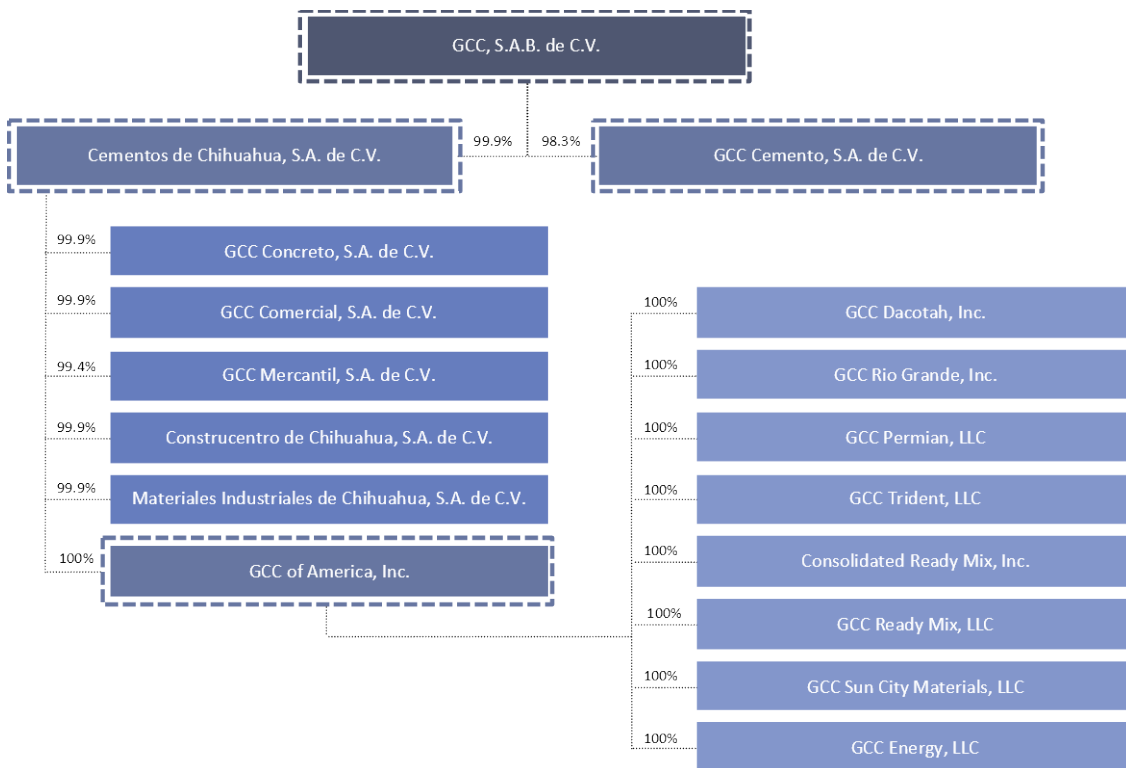 GCC, S.A.B. de C.V.
99.9%
98.3%
Cementos de Chihuahua, S.A. de C.V.
GCC Cemento, S.A. de C.V.
99.9%
GCC Concreto, S.A. de C.V.
99.9%
GCC Comercial, S.A. de C.V.
99.4%
GCC Mercantil, S.A. de C.V.
99.9%
Construcentro de Chihuahua, S.A. de C.V.
99.9%
Materiales Industriales de Chihuahua, S.A. de C.V.
100%
GCC of America, Inc.
100%
GCC Dacotah, Inc.
100%
GCC Rio Grande, Inc.
100%
GCC Permian, LLC
100%
GCC Trident, LLC
100%
Consolidated Ready Mix, Inc.
100%
GCC Ready Mix, LLC
100%
GCC Sun City Materials, LLC
100%
GCC Energy, LLC